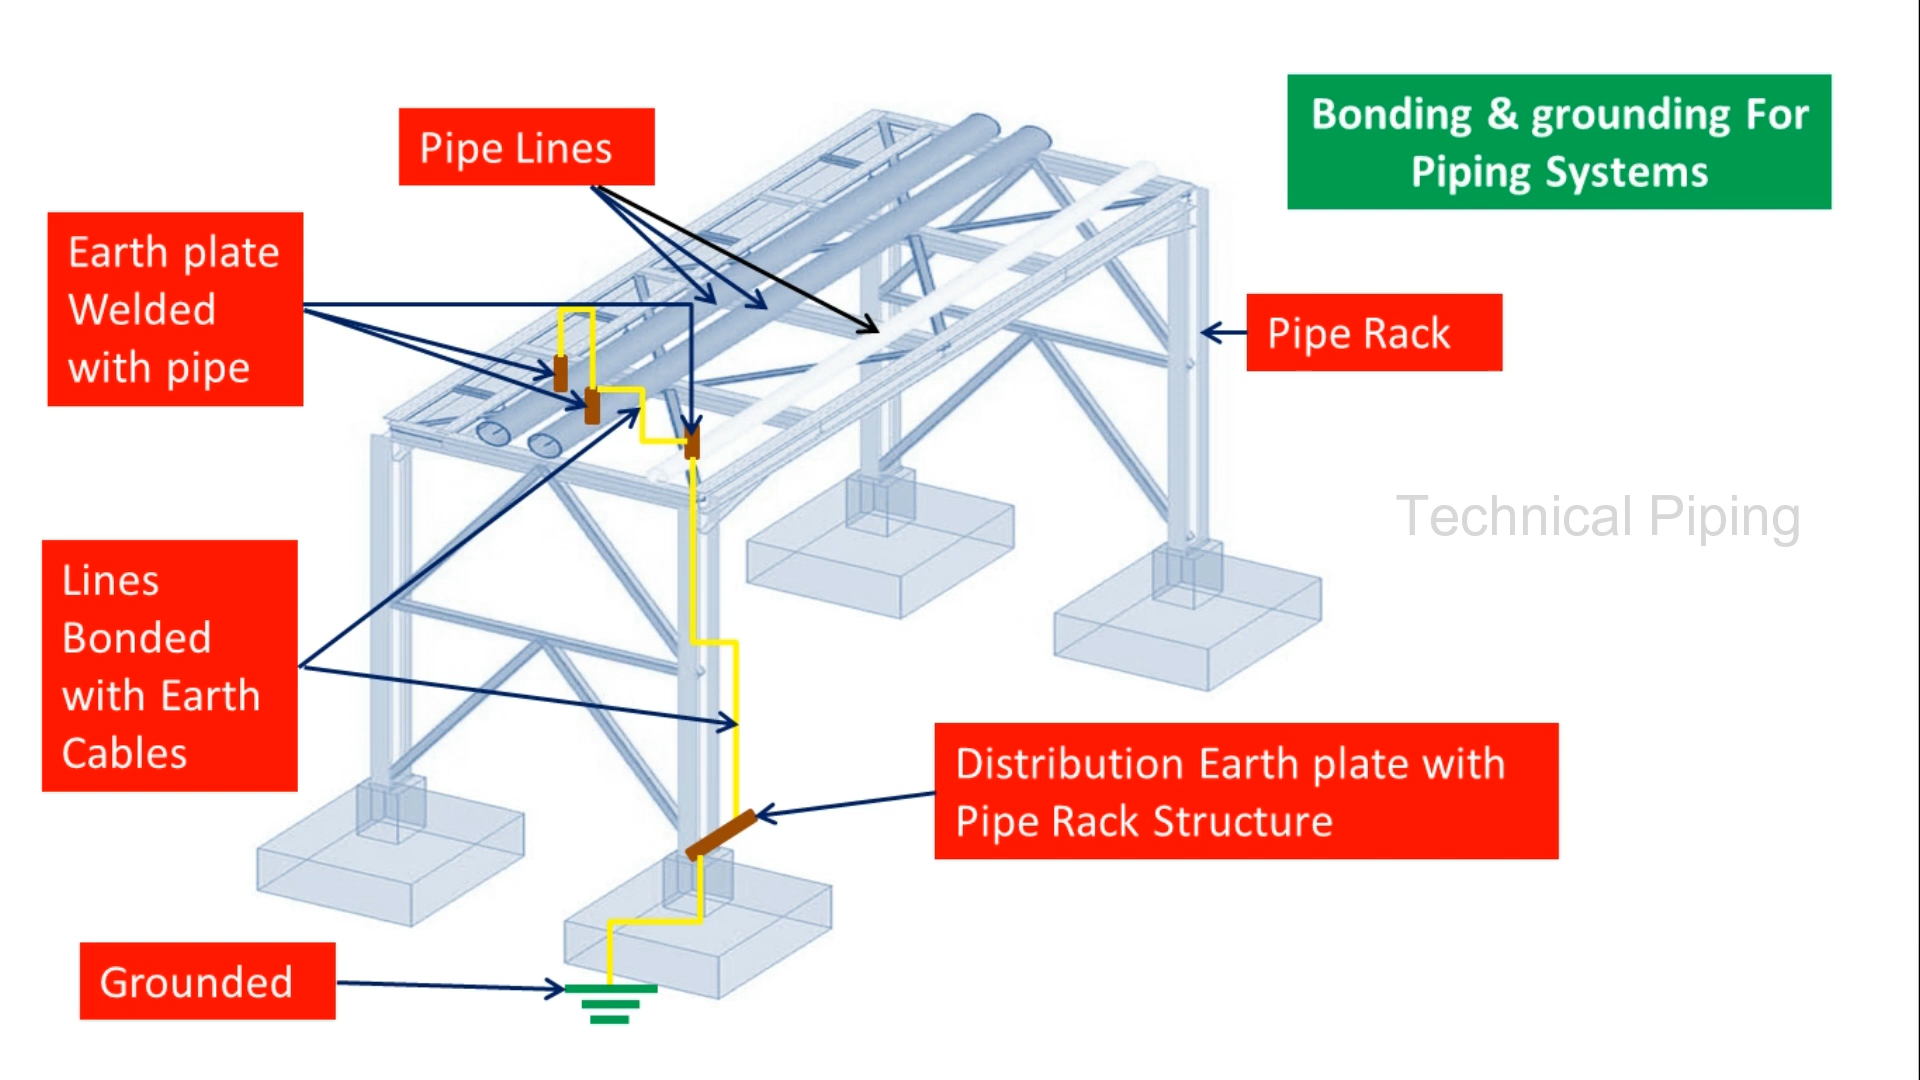 Bonding & grounding For
Piping Systems
Pipe Lines
Earth plate
Welded
with pipe
Pipe Rack
Technical Piping
Lines
Bonded
with Earth
Cables
Distribution Earth plate with
Pipe Rack Structure
Grounded